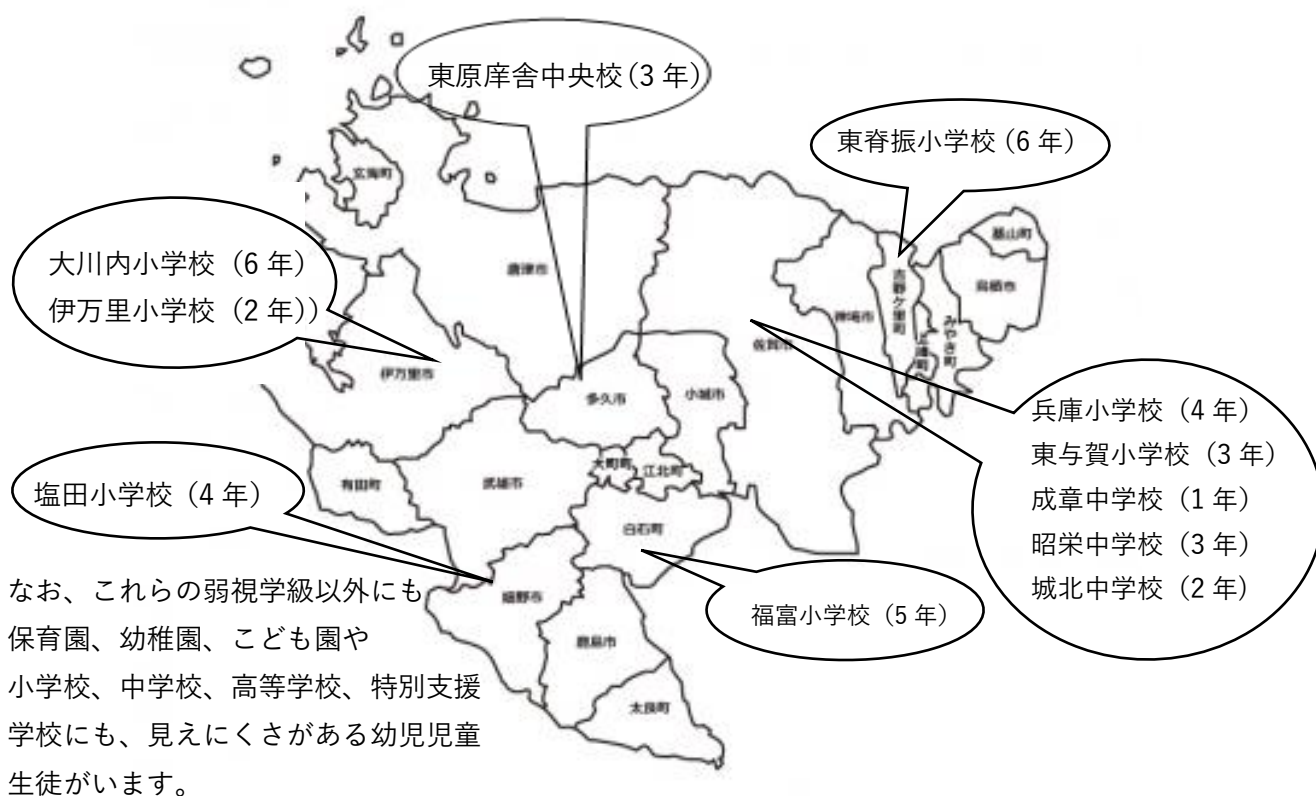 東原庠舎中央校（3 年）
東脊振小学校（6 年）
大川内小学校（6 年）
伊万里小学校（2 年））
塩田小学校（4 年）
兵庫小学校（4 年）
東与賀小学校（3 年）
成章中学校（1 年）
昭栄中学校（3 年）
城北中学校（2 年）
福富小学校（5 年）
玄海町
唐津市
伊万里市
有田町
武雄市
多久市
小城市
大町町
江北町
白石町
嬉野市
鹿島市
太良町
佐賀市
神埼市
吉野ケ里町
上峰町
みやき町
鳥栖市
基山町
なお、これらの弱視学級以外にも
保育園、幼稚園、こども園や
小学校、中学校、高等学校、特別支援
学校にも、見えにくさがある幼児児童
生徒がいます。